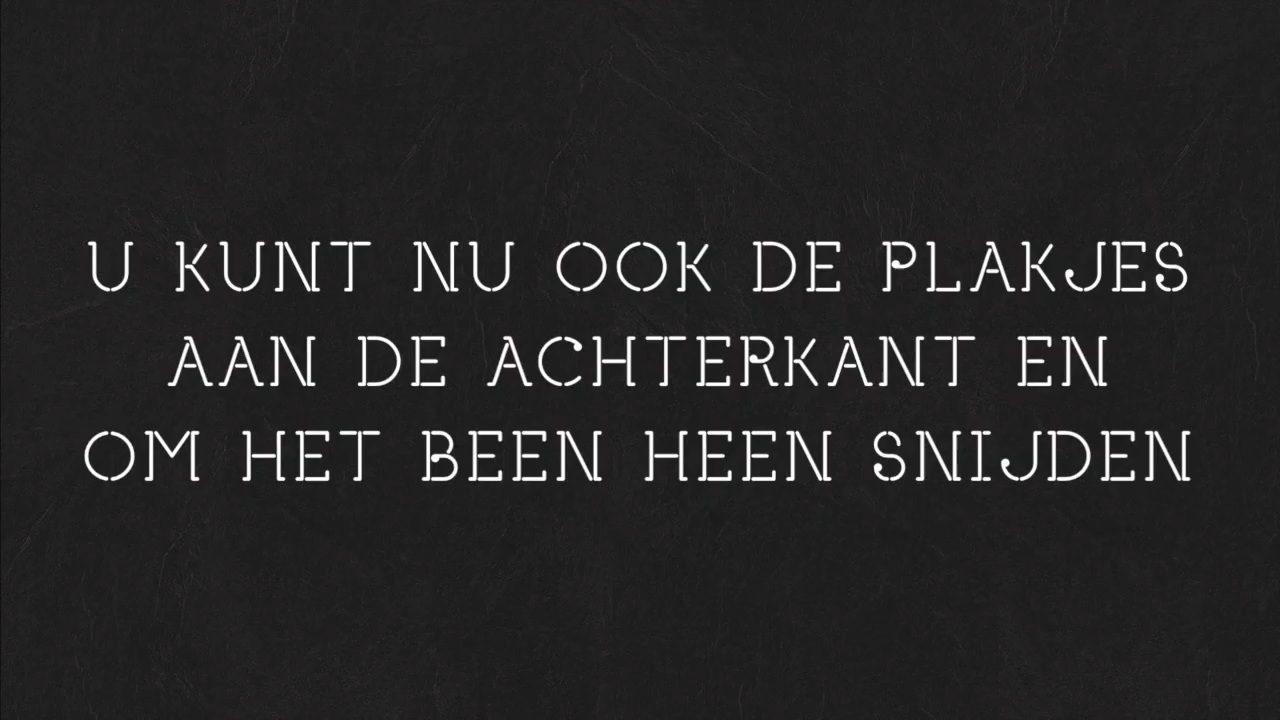 U KUNT NU OOK DE PLAKJES
AAN DE ACHTERKANT EN
OM HET BEEN HEEN SNIJDEN